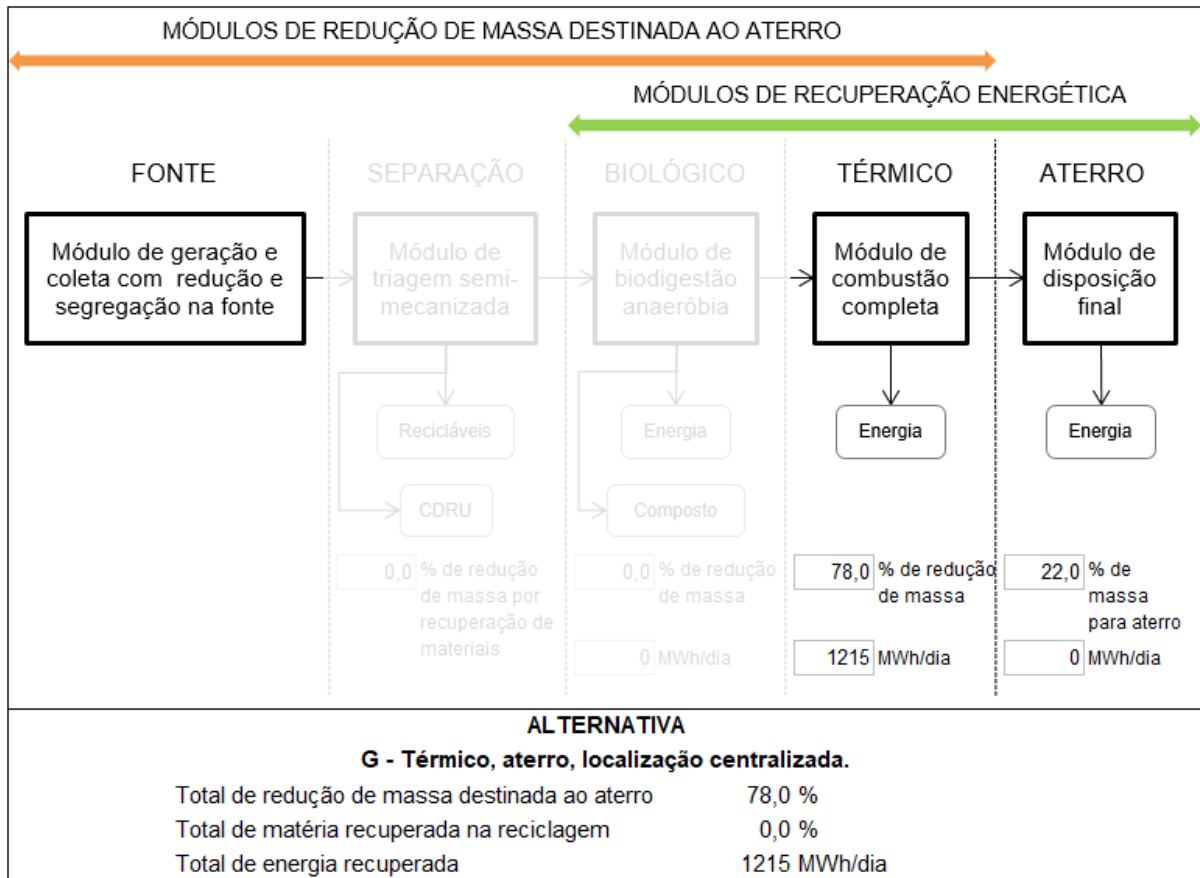 MÓDULOS DE REDUÇÃO DE MASSA DESTINADA AO ATERRO
MÓDULOS DE RECUPERAÇÃO ENERGÉTICA
FONTE
SEPARAÇÃO
BIOLÓGICO
TÉRMICO
ATERRO
Módulo de geração e
coleta com redução e
segregação na fonte
Módulo de
triagem semi-
mecanizada
Módulo de
biodigestão
anaeróbia
Módulo de
combustão
completa
Módulo de
disposição
final
Recicláveis
Energia
Energia
Energia
CDRU
Composto
0,0 % de redução
de massa por
recuperação de
materiais
0,0 % de redução
de massa
0 MWh/dia
78,0 % de redução
de massa
1215 MWh/dia
22,0 % de
massa
para aterro
0 MWh/dia
ALTERNATIVA
G - Térmico, aterro, localização centralizada.
Total de redução de massa destinada ao aterro 78,0 %
Total de matéria recuperada na reciclagem 0,0 %
Total de energia recuperada 1215 MWh/dia